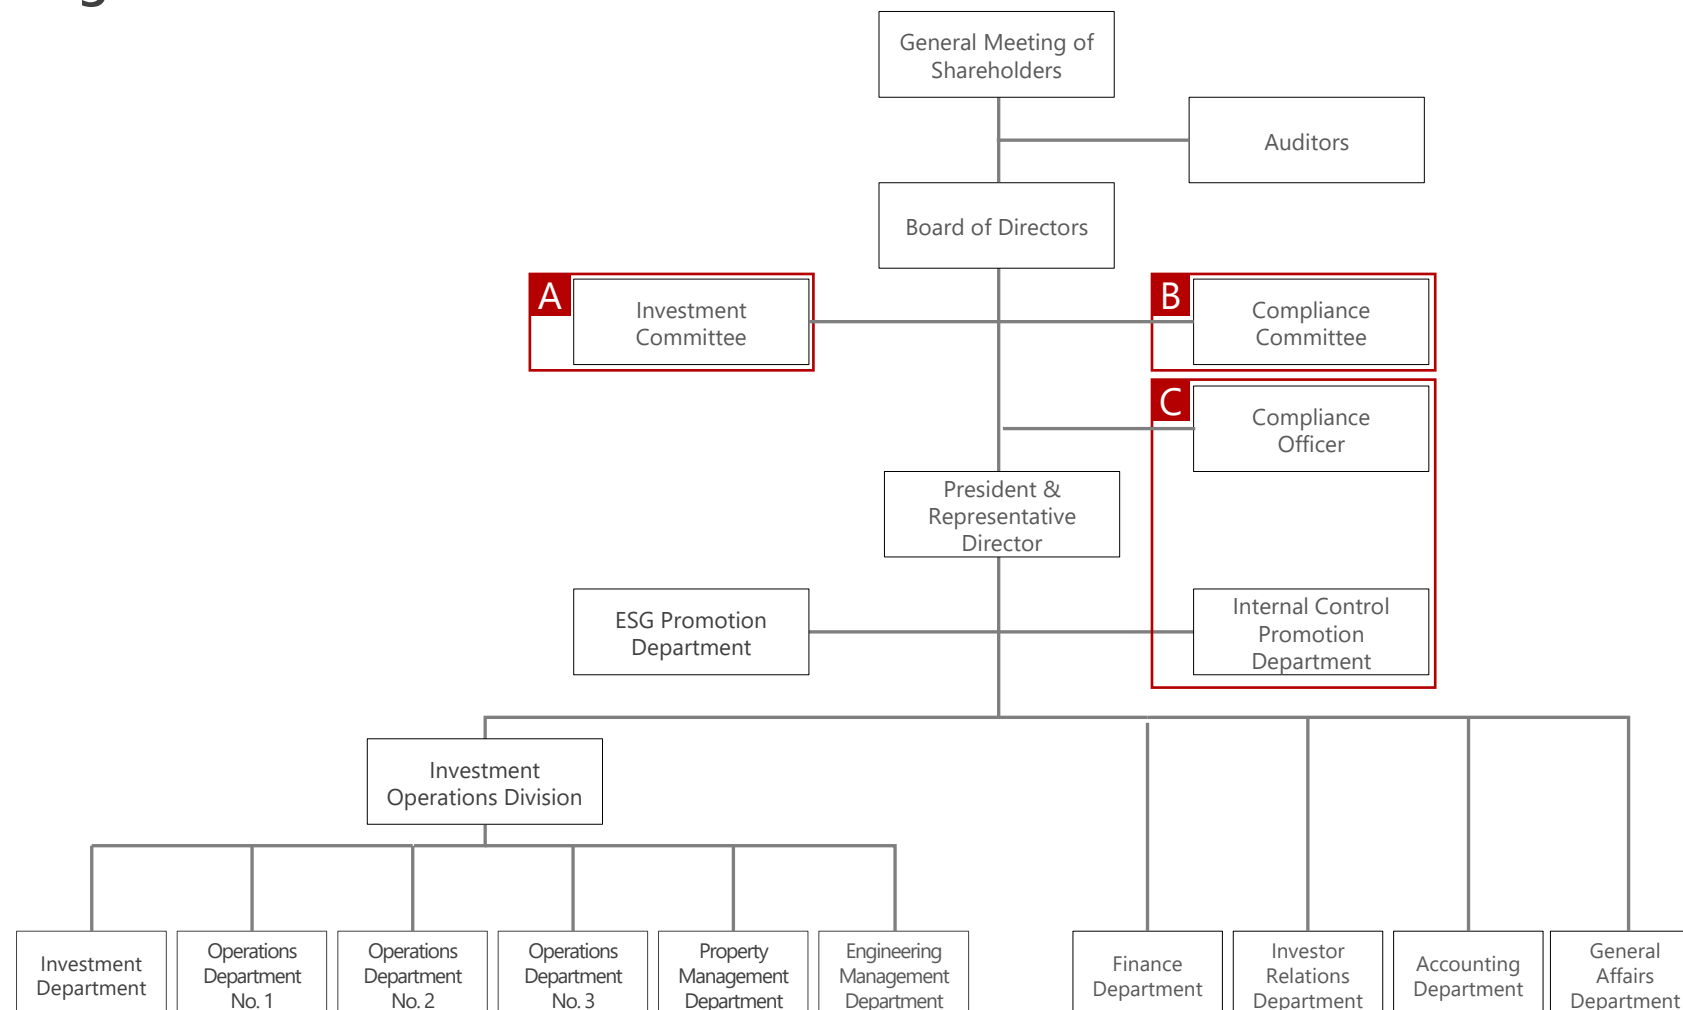 General Meeting of
Shareholders
Auditors
Board of Directors
A
Investment
Committee
B
Compliance
Committee
C
Compliance
Officer
President &
Representative
Director
ESG Promotion
Department
Internal Control
Promotion
Department
Investment
Operations Division
Investment
Department
Operations
Department
No. 1
Operations
Department
No. 2
Operations
Department
No. 3
Property
Management
Department
Engineering
Management
Department
Finance
Department
Investor
Relations
Department
Accounting
Department
General
Affairs
Department